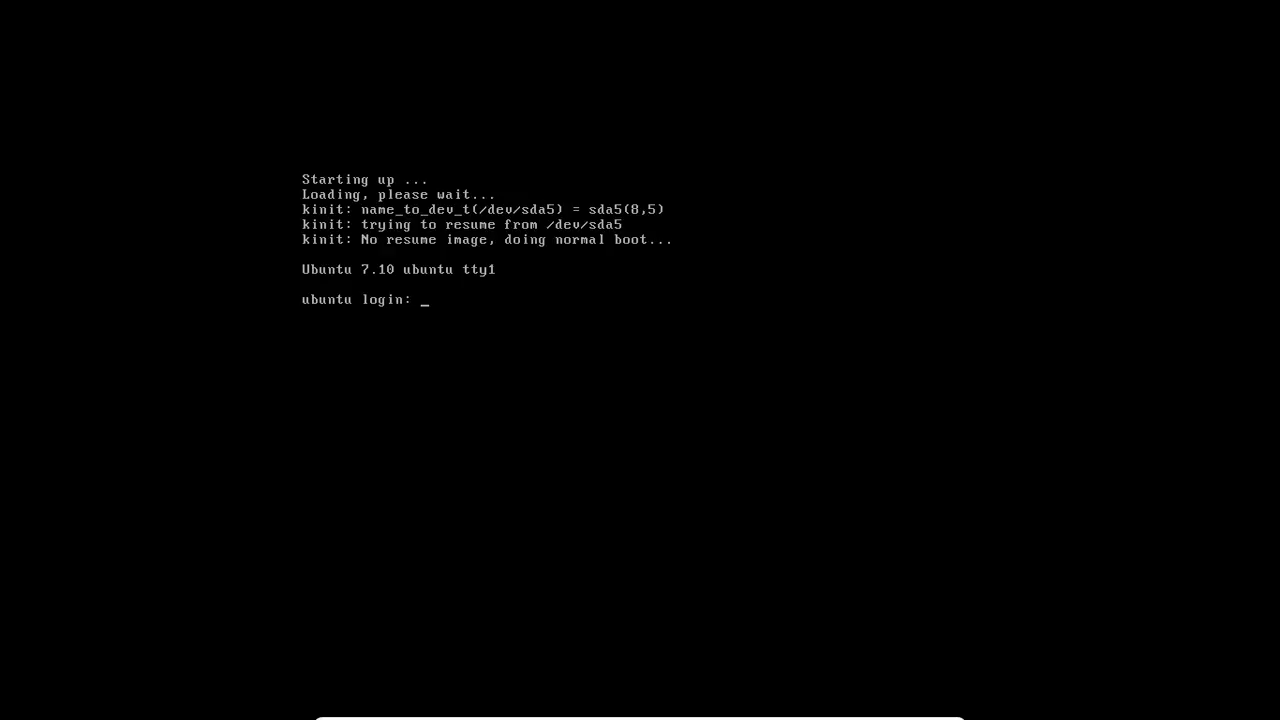 Starting up ...
Loading, please wait...
kinit: name_to_dev_t(/dev/sda5) = sda5(8,5)
kinit: trying to resume from /dev/sda5
kinit: No resume image, doing normal boot...
Ubuntu 7.10 ubuntu tty1
ubuntu login: _